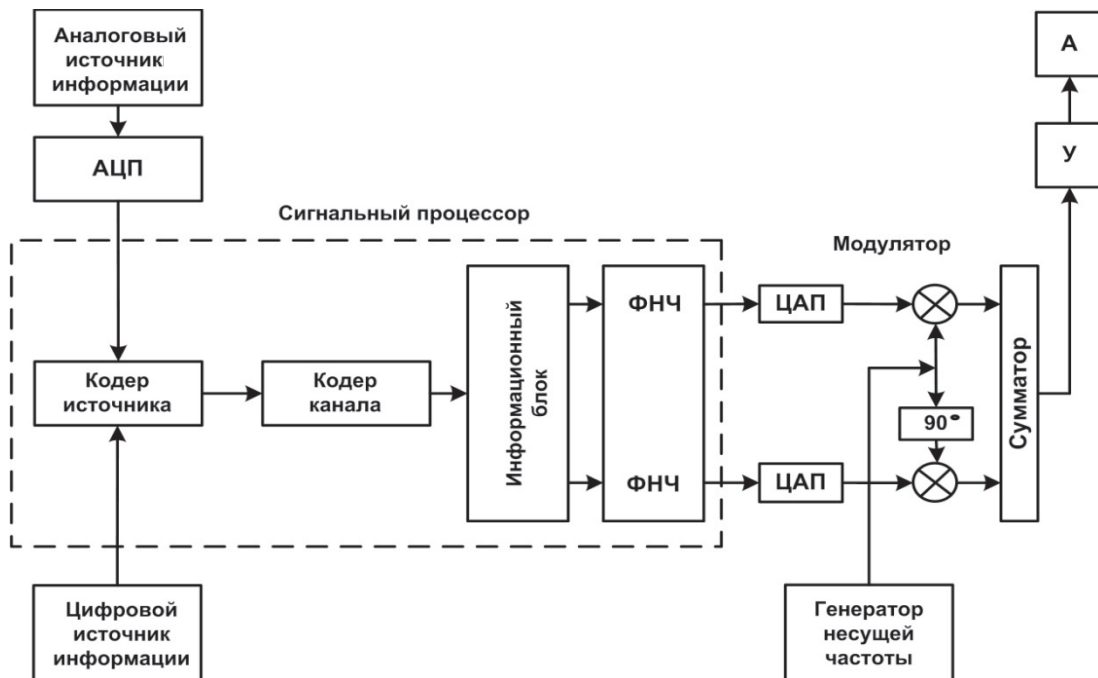 Аналоговый
источник
информации
А
АЦП
У
Сигнальный процессор
Модулятор
Информационный
блок
ФНЧ
ЦАП
Кодер
источника
Кодер
канала
90°
Сумматор
ФНЧ
ЦАП
Цифровой
источник
информации
Генератор
несущей
частоты